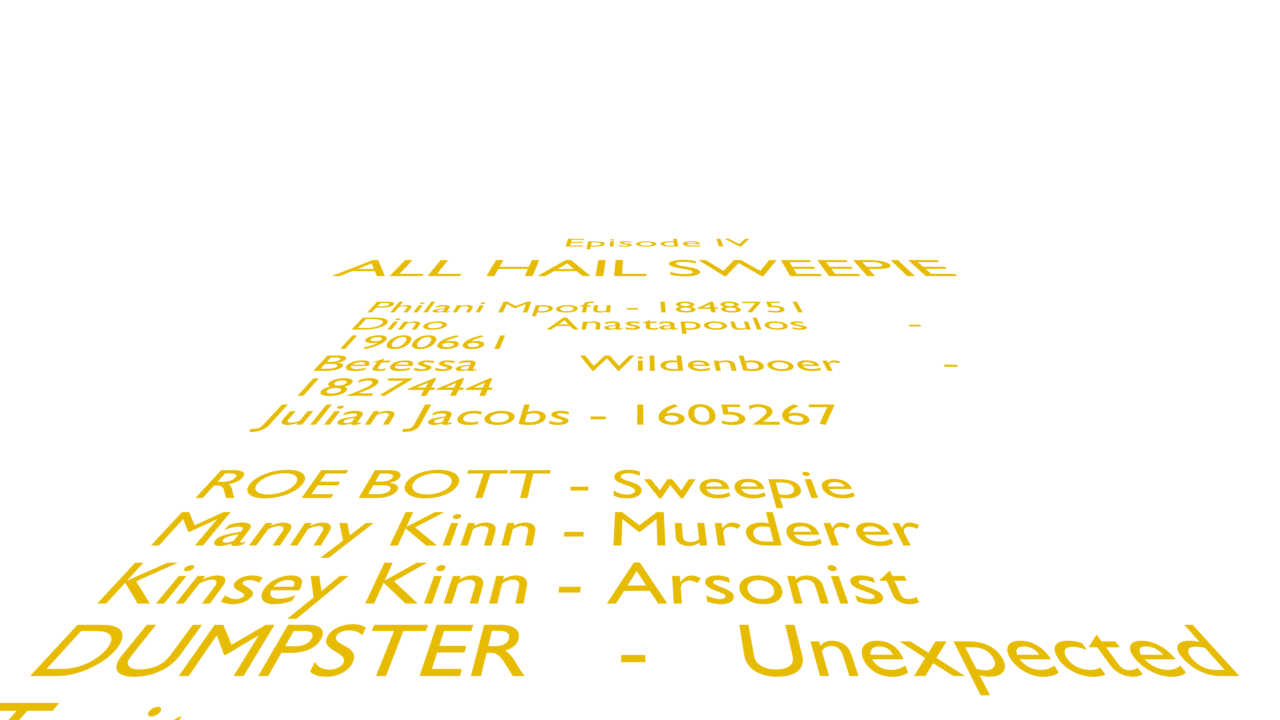 Episode IV
ALL HAIL SWEEPIE
Philani Mpofu - 1848751
Dino Anastapoulos -
1900661
Betessa Wildenboer -
1827444
Julian Jacobs - 1605267
ROE BOTT - Sweepie
Manny Kinn - Murderer
Kinsey Kinn - Arsonist
DUMPSTER - Unexpected